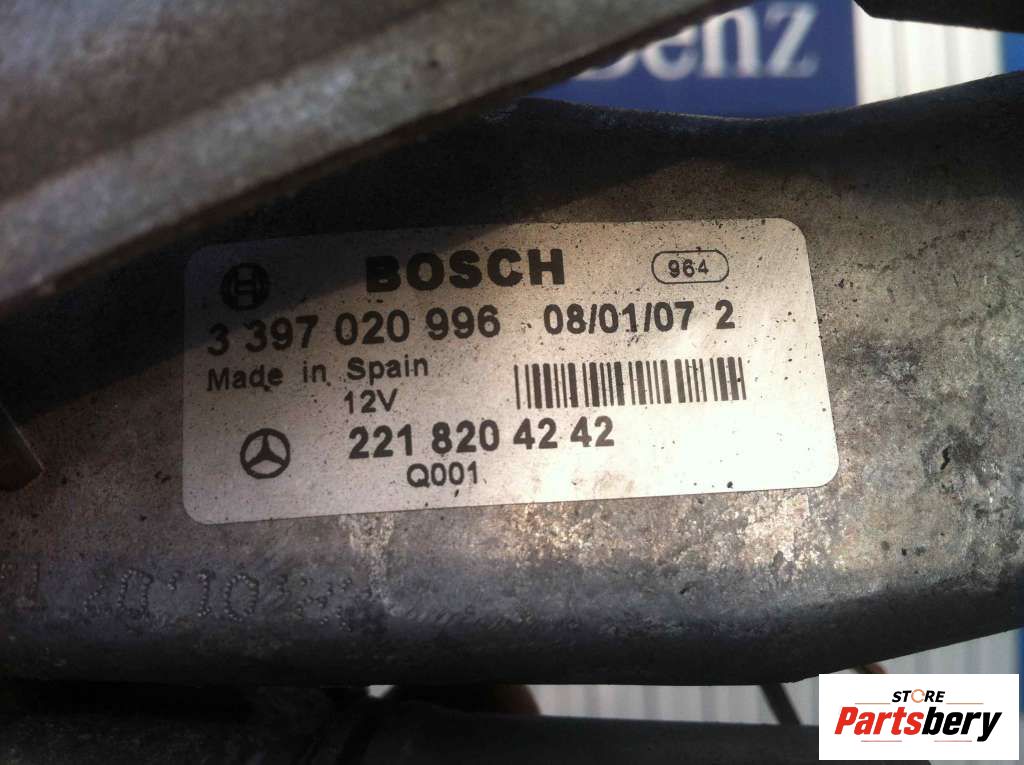 Benz
BOSCH 964
3 397 020 996 08/01/07 2
Made in Spain
12V
221 820 42 42
Q001
STORE
Partsbery